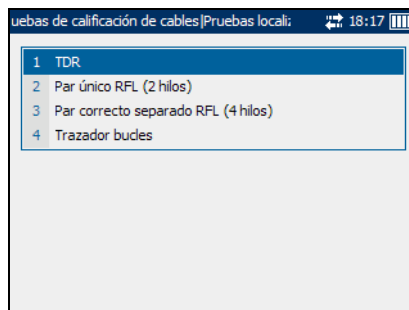 uebas de calificación de cables|Pruebas locali: 18:17
1 TDR
2 Par único RFL (2 hilos)
3 Par correcto separado RFL (4 hilos)
4 Trazador bucles